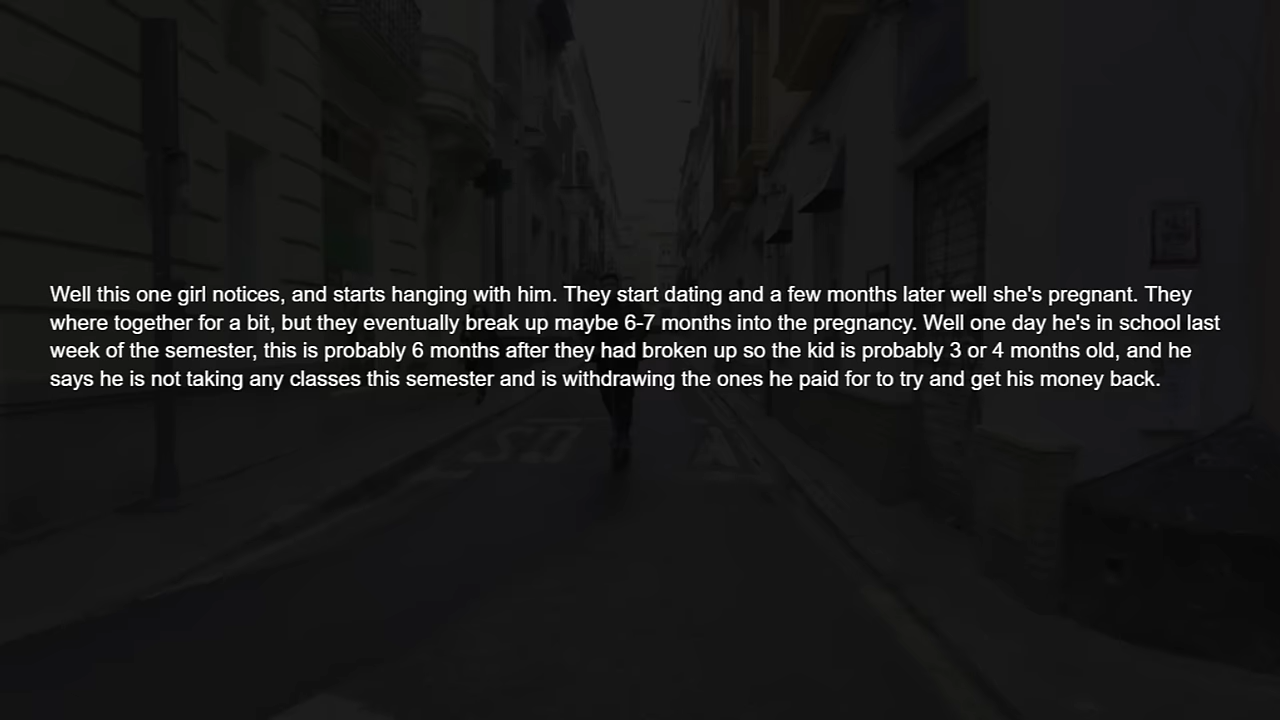 Well this one girl notices, and starts hanging with him. They start dating and a few months later well she's pregnant. They
where together for a bit, but they eventually break up maybe 6-7 months into the pregnancy. Well one day he's in school last
week of the semester, this is probably 6 months after they had broken up so the kid is probably 3 or 4 months old, and he
says he is not taking any classes this semester and is withdrawing the ones he paid for to try and get his money back.